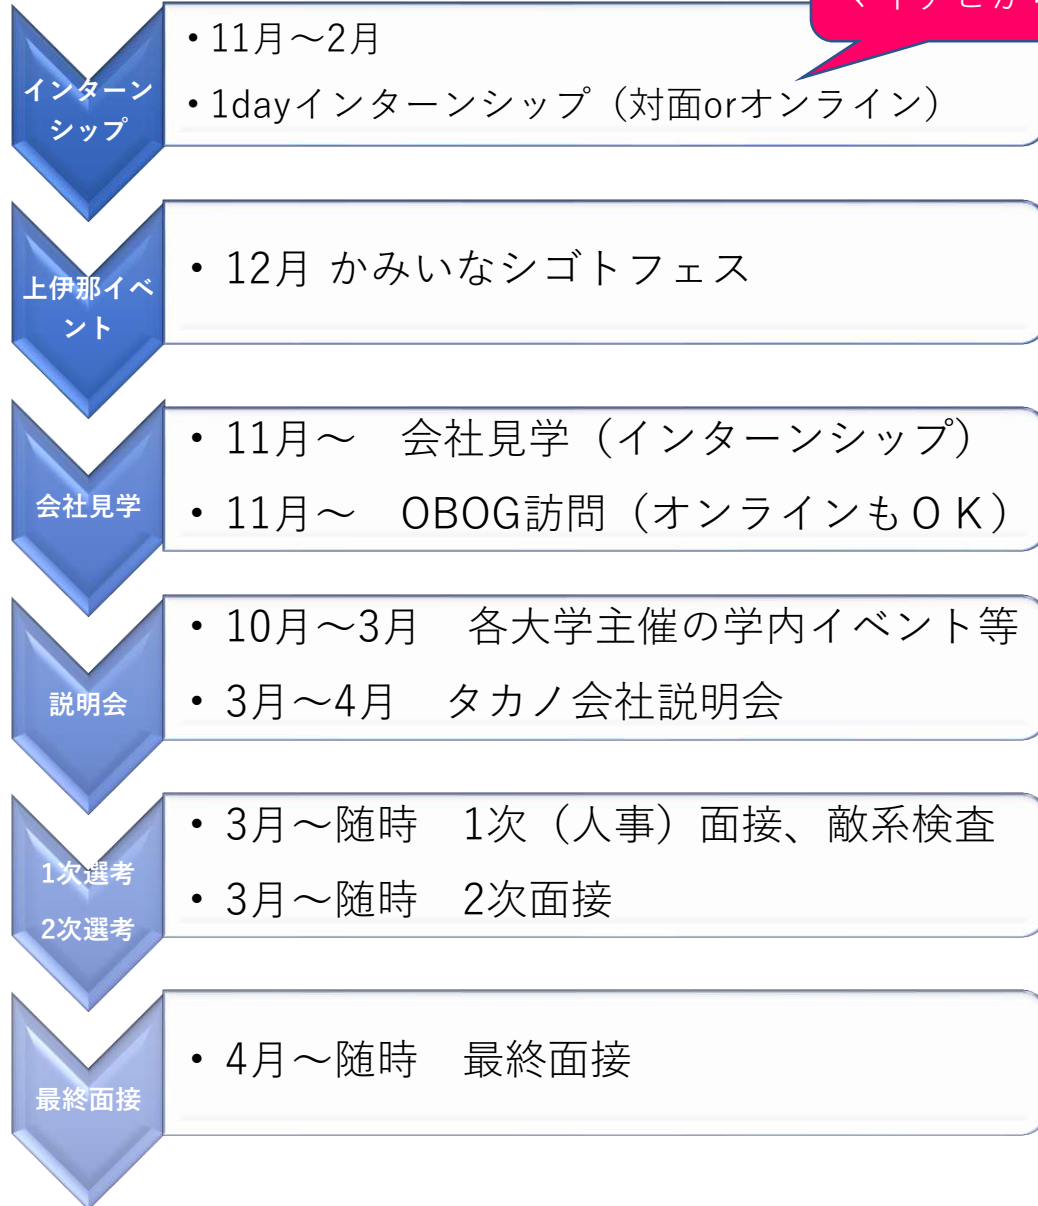 マイナビか
・11月～2月
インターン
シップ
・1dayインターンシップ（対面orオンライン）
上伊那イベ
ント
・12月 かみいなシゴトフェス
会社見学
・11月～　会社見学（インターンシップ）
・11月～　OBOG訪問（オンラインもＯＫ）
説明会
・10月～3月　各大学主催の学内イベント等
・3月～4月　タカノ会社説明会
1次選考
2次選考
・3月～随時　1次（人事）面接、敵系検査
・3月～随時　2次面接
最終面接
・4月～随時　最終面接